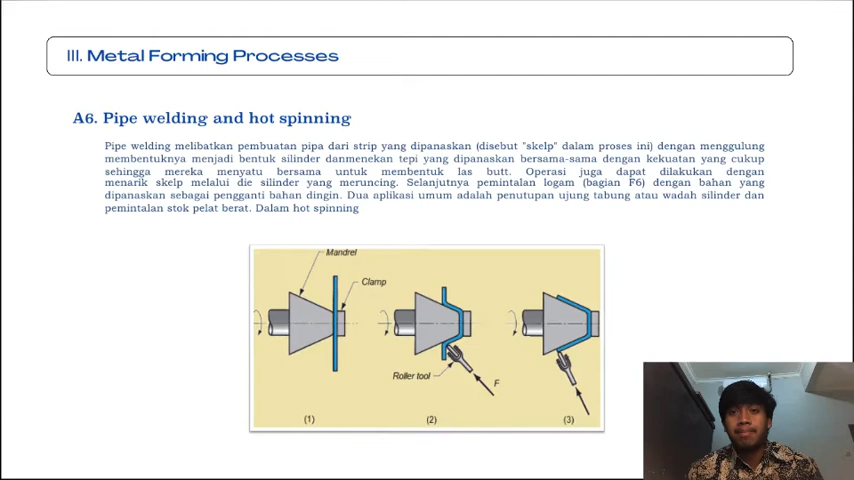 III. Metal Forming Processes
A6. Pipe welding and hot spinning
Pipe welding melibatkan pembuatan pipa dari strip yang dipanaskan (disebut "skelp" dalam proses ini) dengan menggulung
membentuknya menjadi bentuk silinder danmenekan tepi yang dipanaskan bersama-sama dengan kekuatan yang cukup
sehingga mereka menyatu bersama untuk membentuk las butt. Operasi juga dapat dilakukan dengan
menarik skelp melalui die silinder yang meruncing. Selanjutnya pemintalan logam (bagian F6) dengan bahan yang
dipanaskan sebagai pengganti bahan dingin. Dua aplikasi umum adalah penutupan ujung tabung atau wadah silinder dan
pemintalan stok pelat berat. Dalam hot spinning
Mandrel
Clamp
Roller tool
F
(1)
(2)
(3)